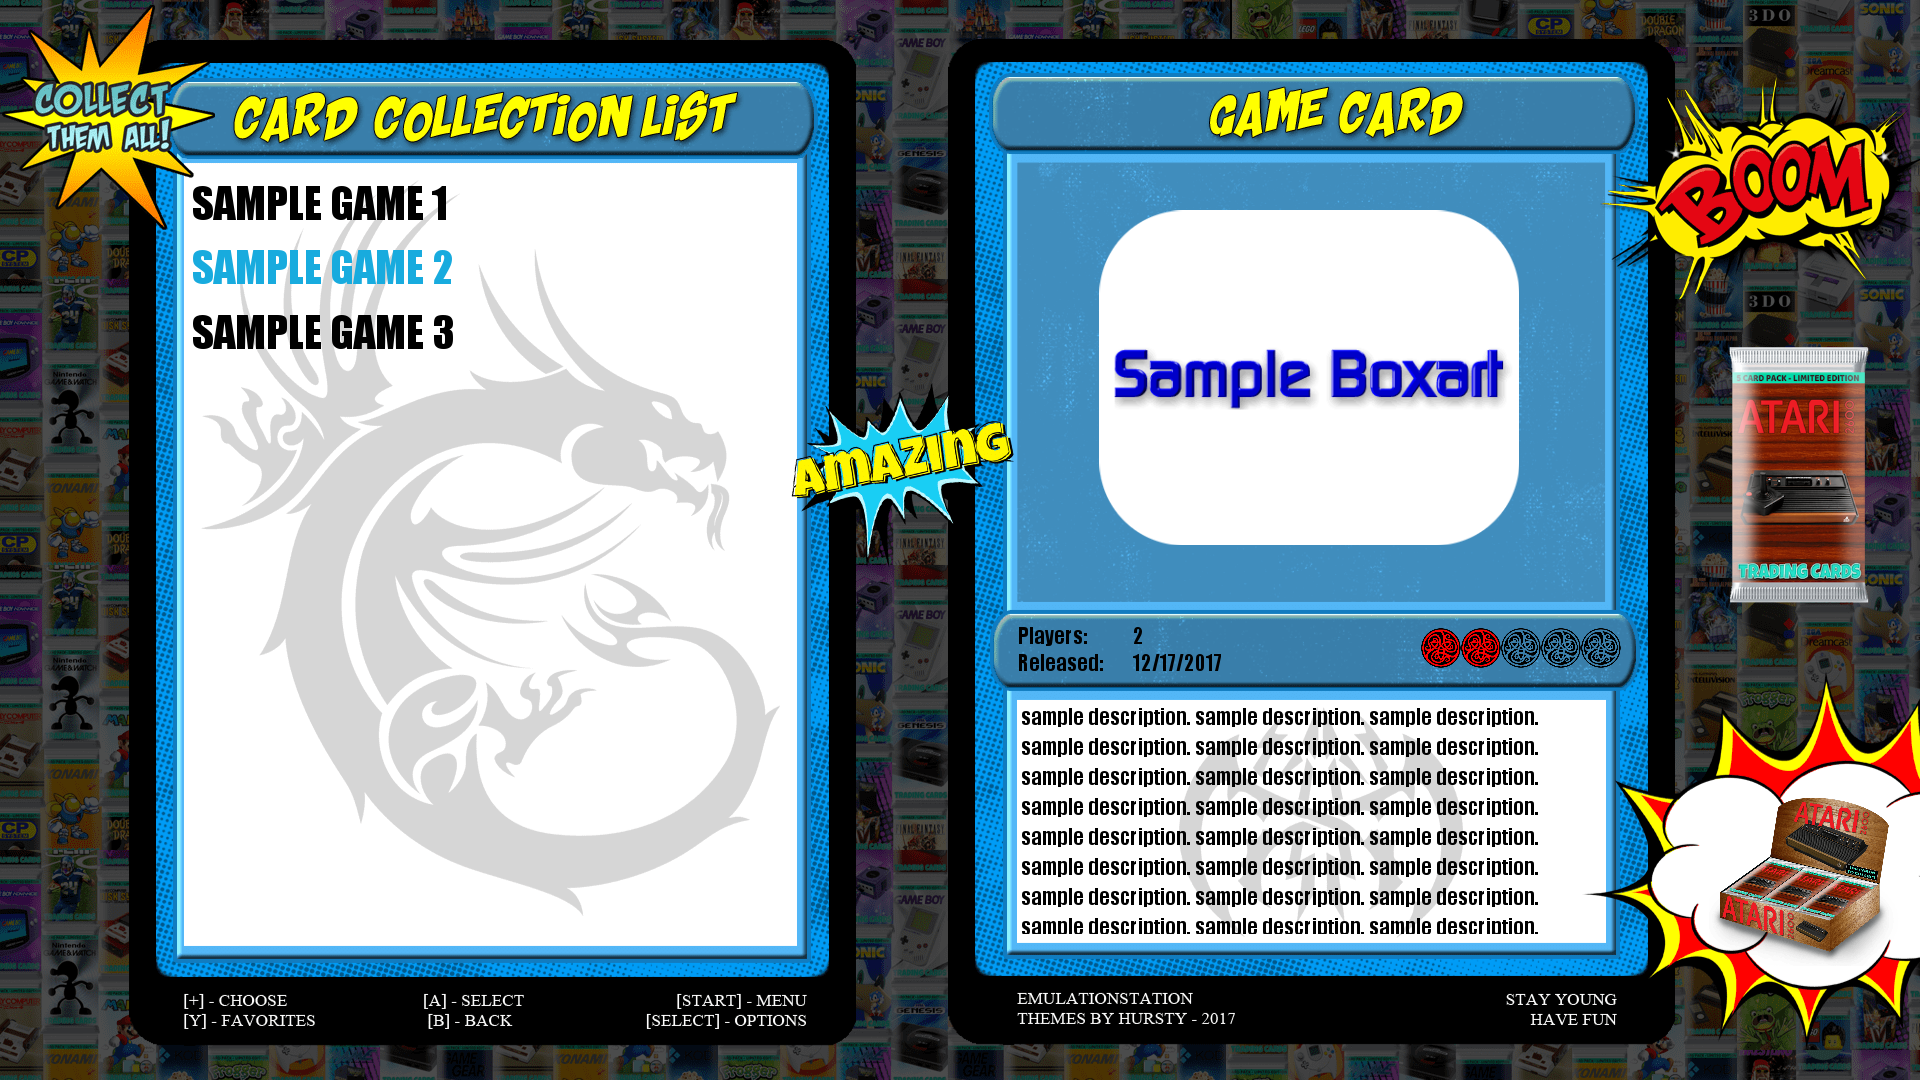 COLLECT
THEM ALL!
CARD COLLECTION LIST
SAMPLE GAME 1
SAMPLE GAME 2
SAMPLE GAME 3
[+] - CHOOSE
[Y] - FAVORITES
[A] - SELECT
[B] - BACK
[START] - MENU
[SELECT] - OPTIONS
AMAZING
GAME CARD
Sample Boxart
Players: 2
Released: 12/17/2017
sample description. sample description. sample description.
sample description. sample description. sample description.
sample description. sample description. sample description.
sample description. sample description. sample description.
sample description. sample description. sample description.
sample description. sample description. sample description.
sample description. sample description. sample description.
sample description. sample description. sample description.
EMULATIONSTATION
THEMES BY HURSTY - 2017
STAY YOUNG
HAVE FUN
BOOM
5 CARD PACK - LIMITED EDITION
ATARI
TRADING CARDS
ATARI
ATARI